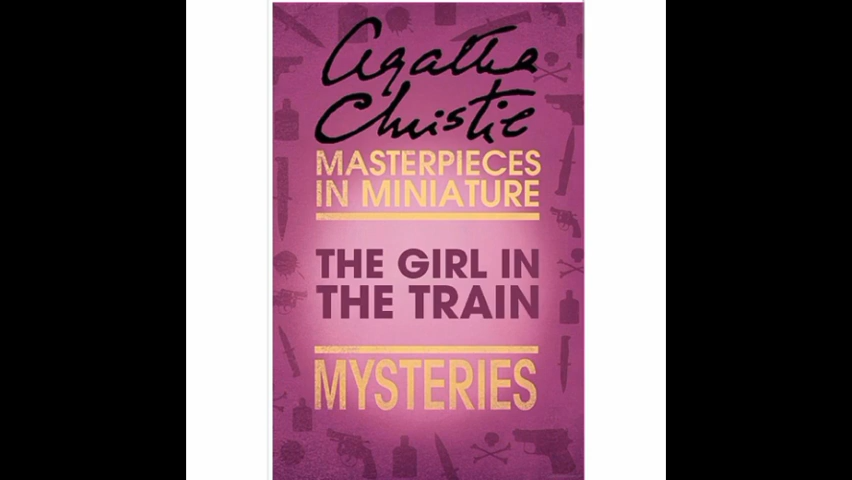 Agatha
Christie
MASTERPIECES
IN MINIATURE
THE GIRL IN
THE TRAIN
MYSTERIES